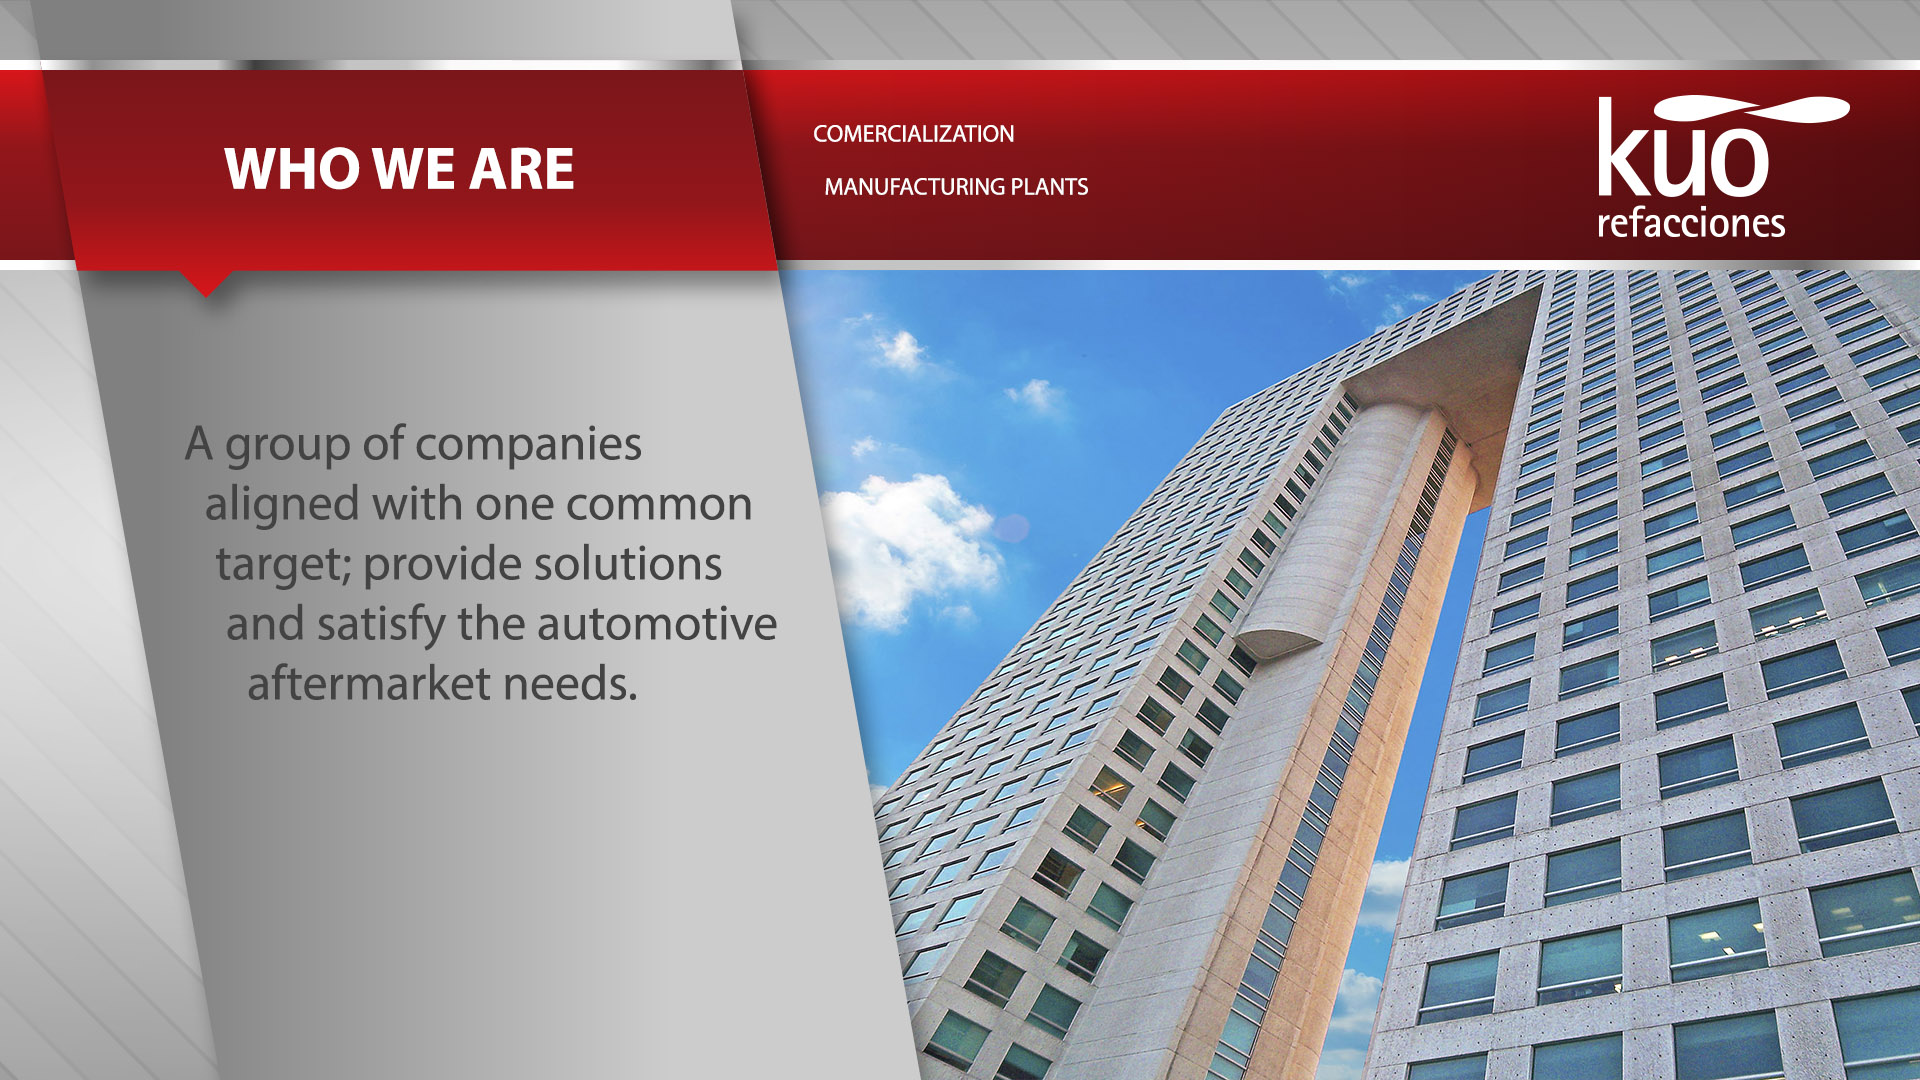 WHO WE ARE
COMERCIALIZATION
MANUFACTURING PLANTS
kuo
refacciones
A group of companies
aligned with one common
target; provide solutions
and satisfy the automotive
aftermarket needs.